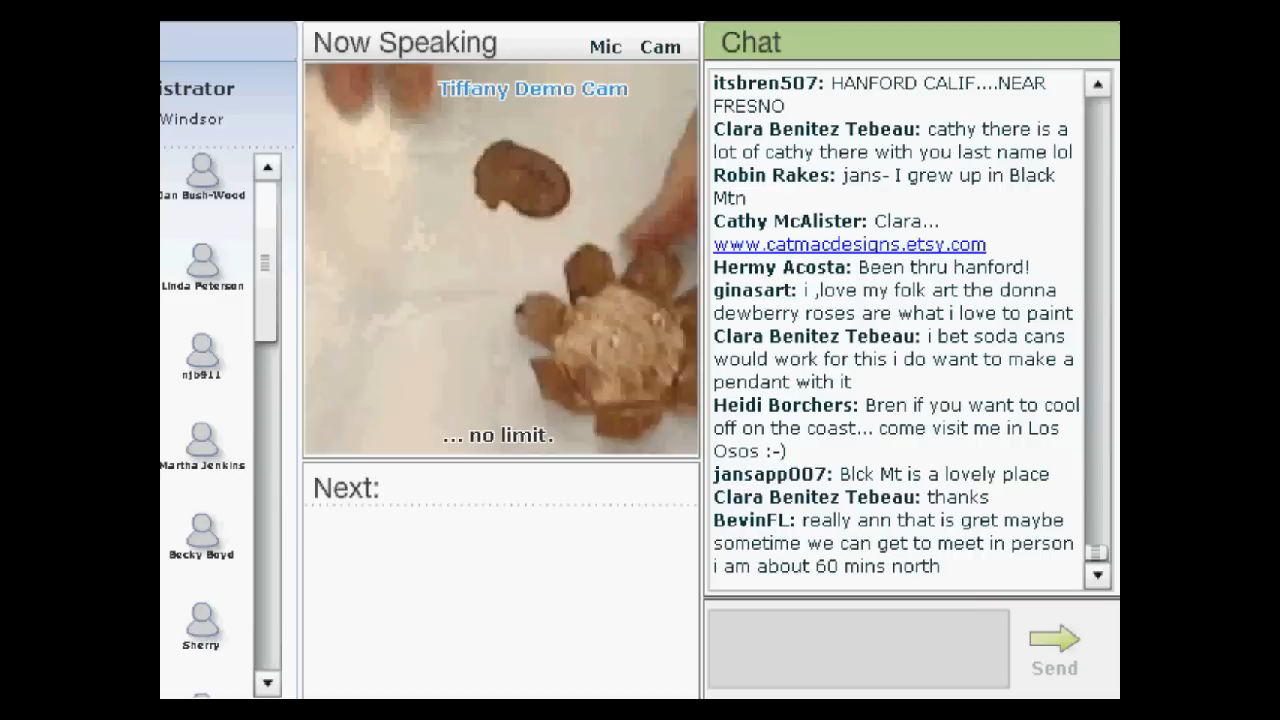 istrator
Windsor
Jan Bush-Wood
Linda Peterson
njb911
Martha Jenkins
Becky Boyd
Sherry
Now Speaking
Mic Cam
Tiffany Demo Cam
... no limit.
Next:
Chat
itsbren507: HANFORD CALIF....NEAR
FRESNO
Clara Benitez Tebeau: cathy there is a
lot of cathy there with you last name lol
Robin Rakes: jans- I grew up in Black
Mtn
Cathy McAlister: Clara...
www.catmacdesigns.etsy.com
Hermy Acosta: Been thru hanford!
ginasart: i ,love my folk art the donna
dewberry roses are what i love to paint
Clara Benitez Tebeau: i bet soda cans
would work for this i do want to make a
pendant with it
Heidi Borchers: Bren if you want to cool
off on the coast... come visit me in Los
Osos :-)
jansapp007: Blck Mt is a lovely place
Clara Benitez Tebeau: thanks
BevinFL: really ann that is gret maybe
sometime we can get to meet in person
i am about 60 mins north
Send